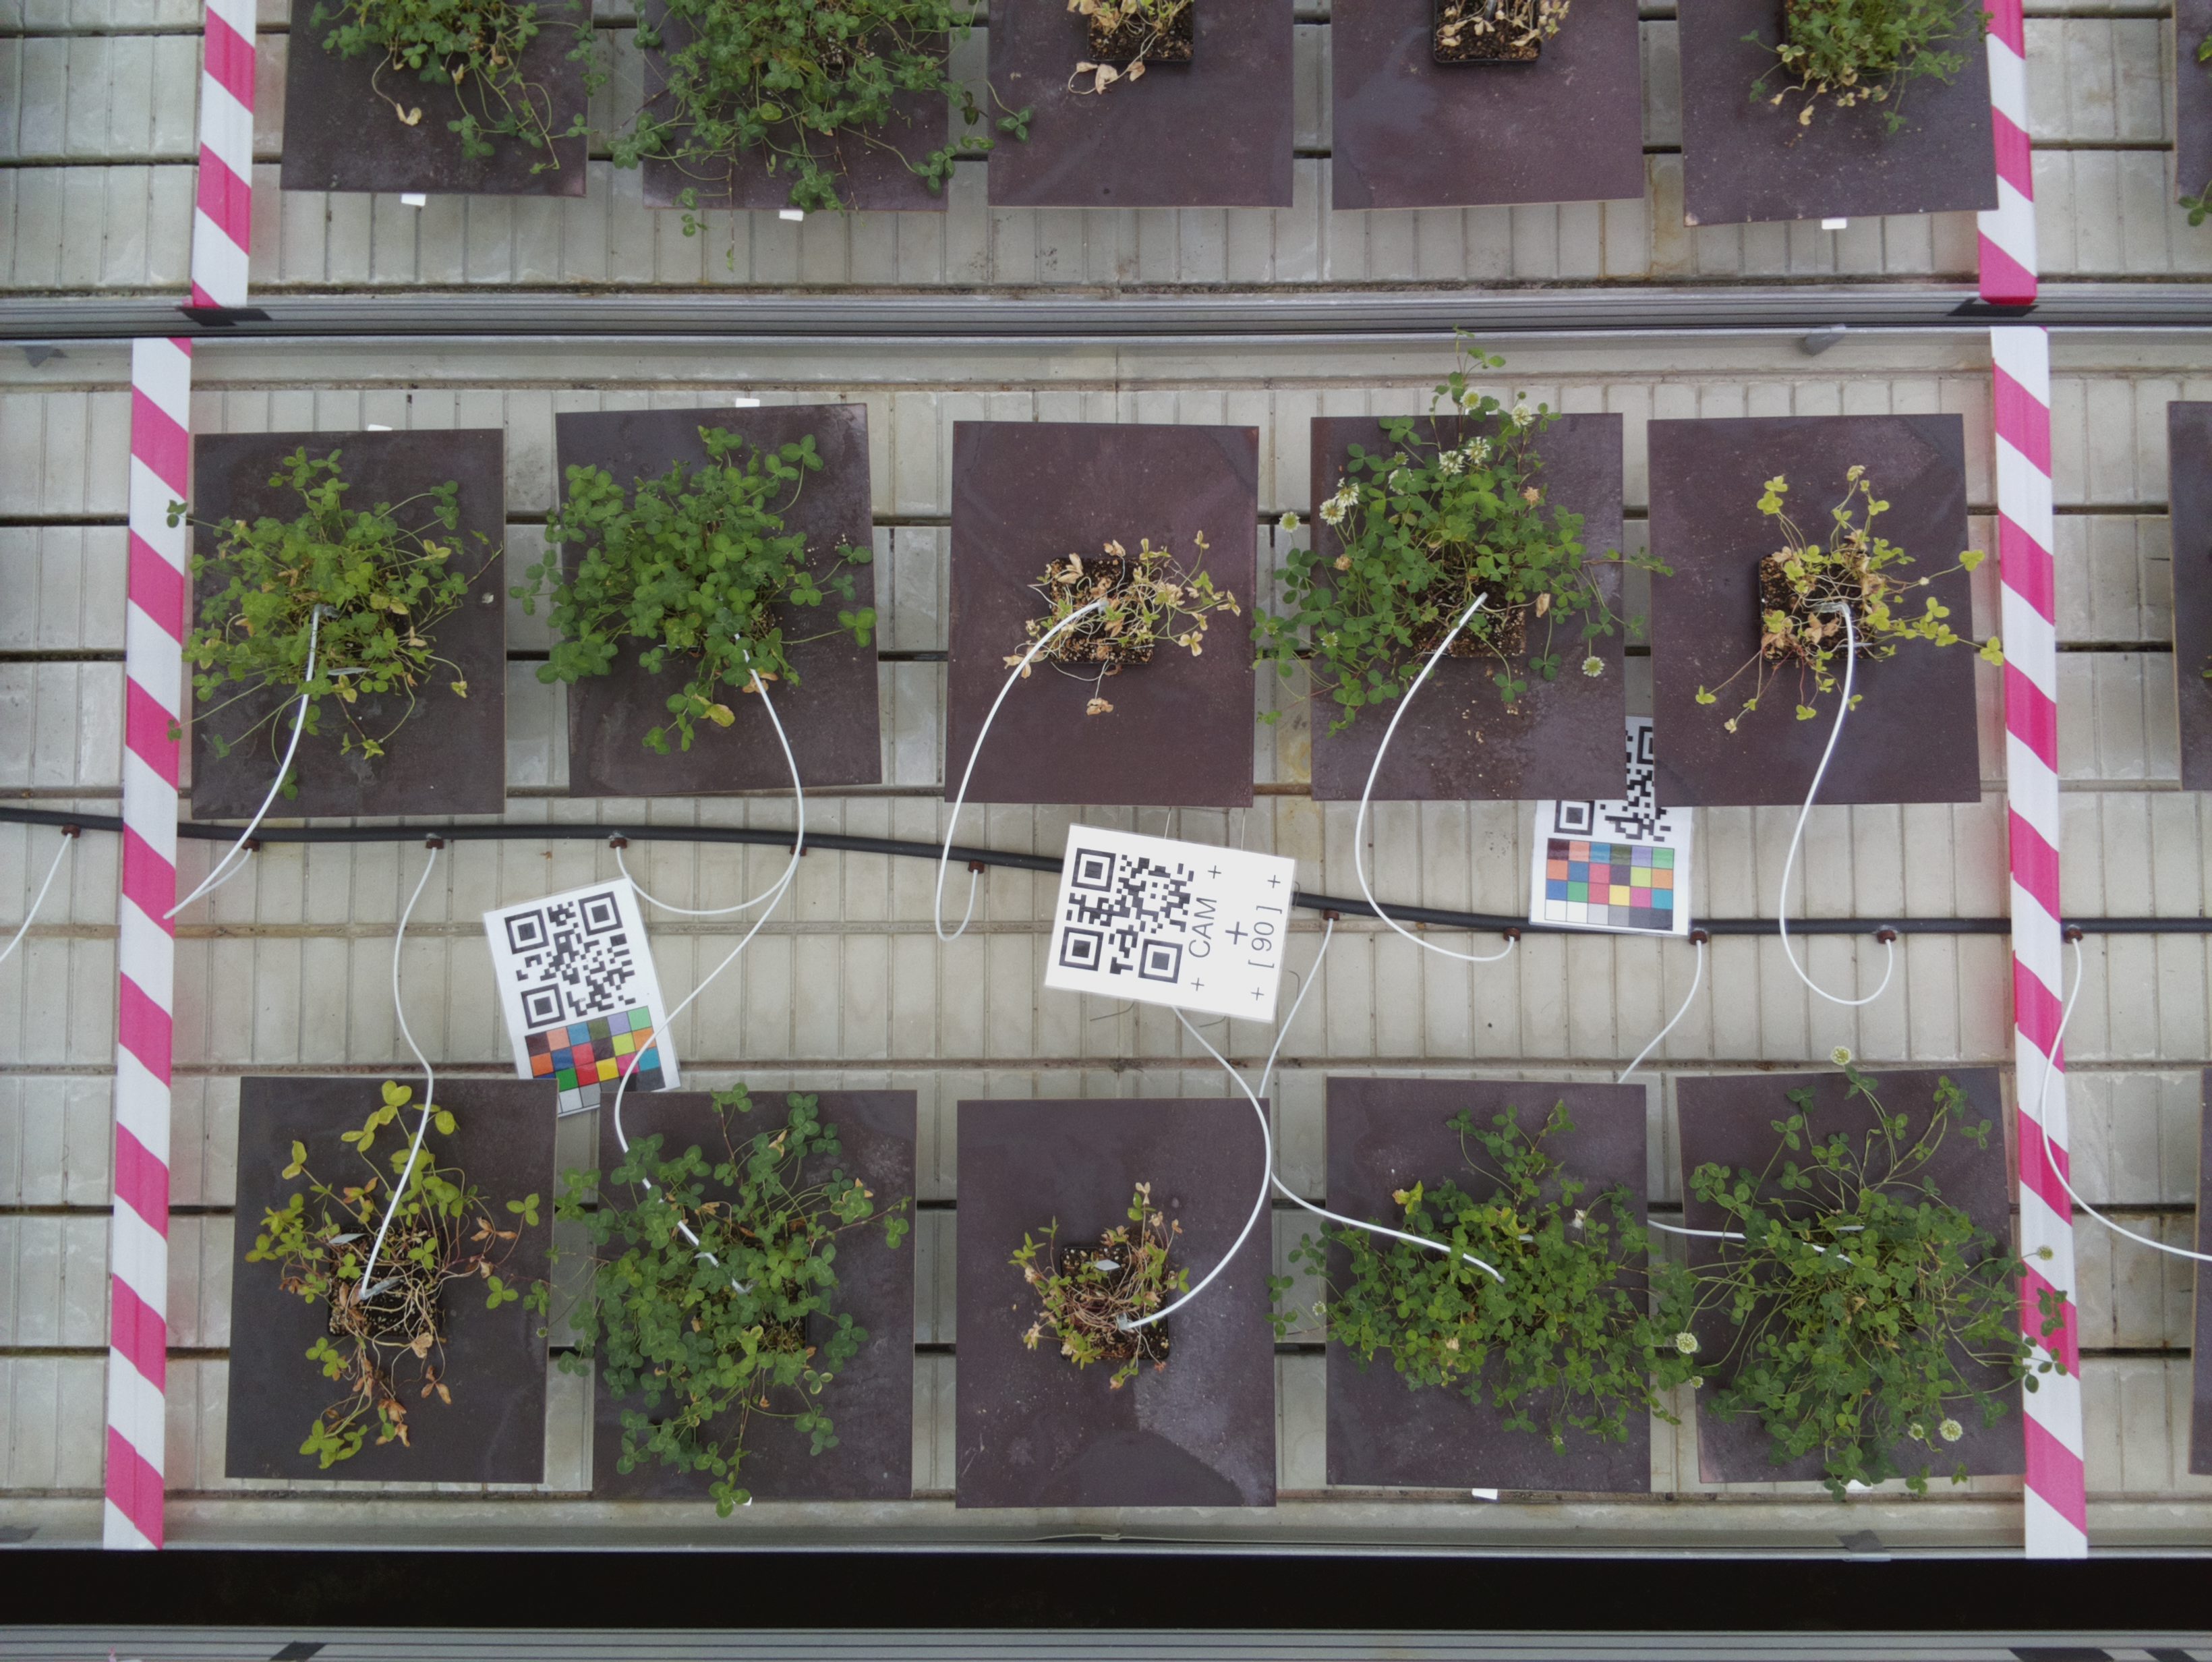 + CAM +
+
+ [ 90 ] +